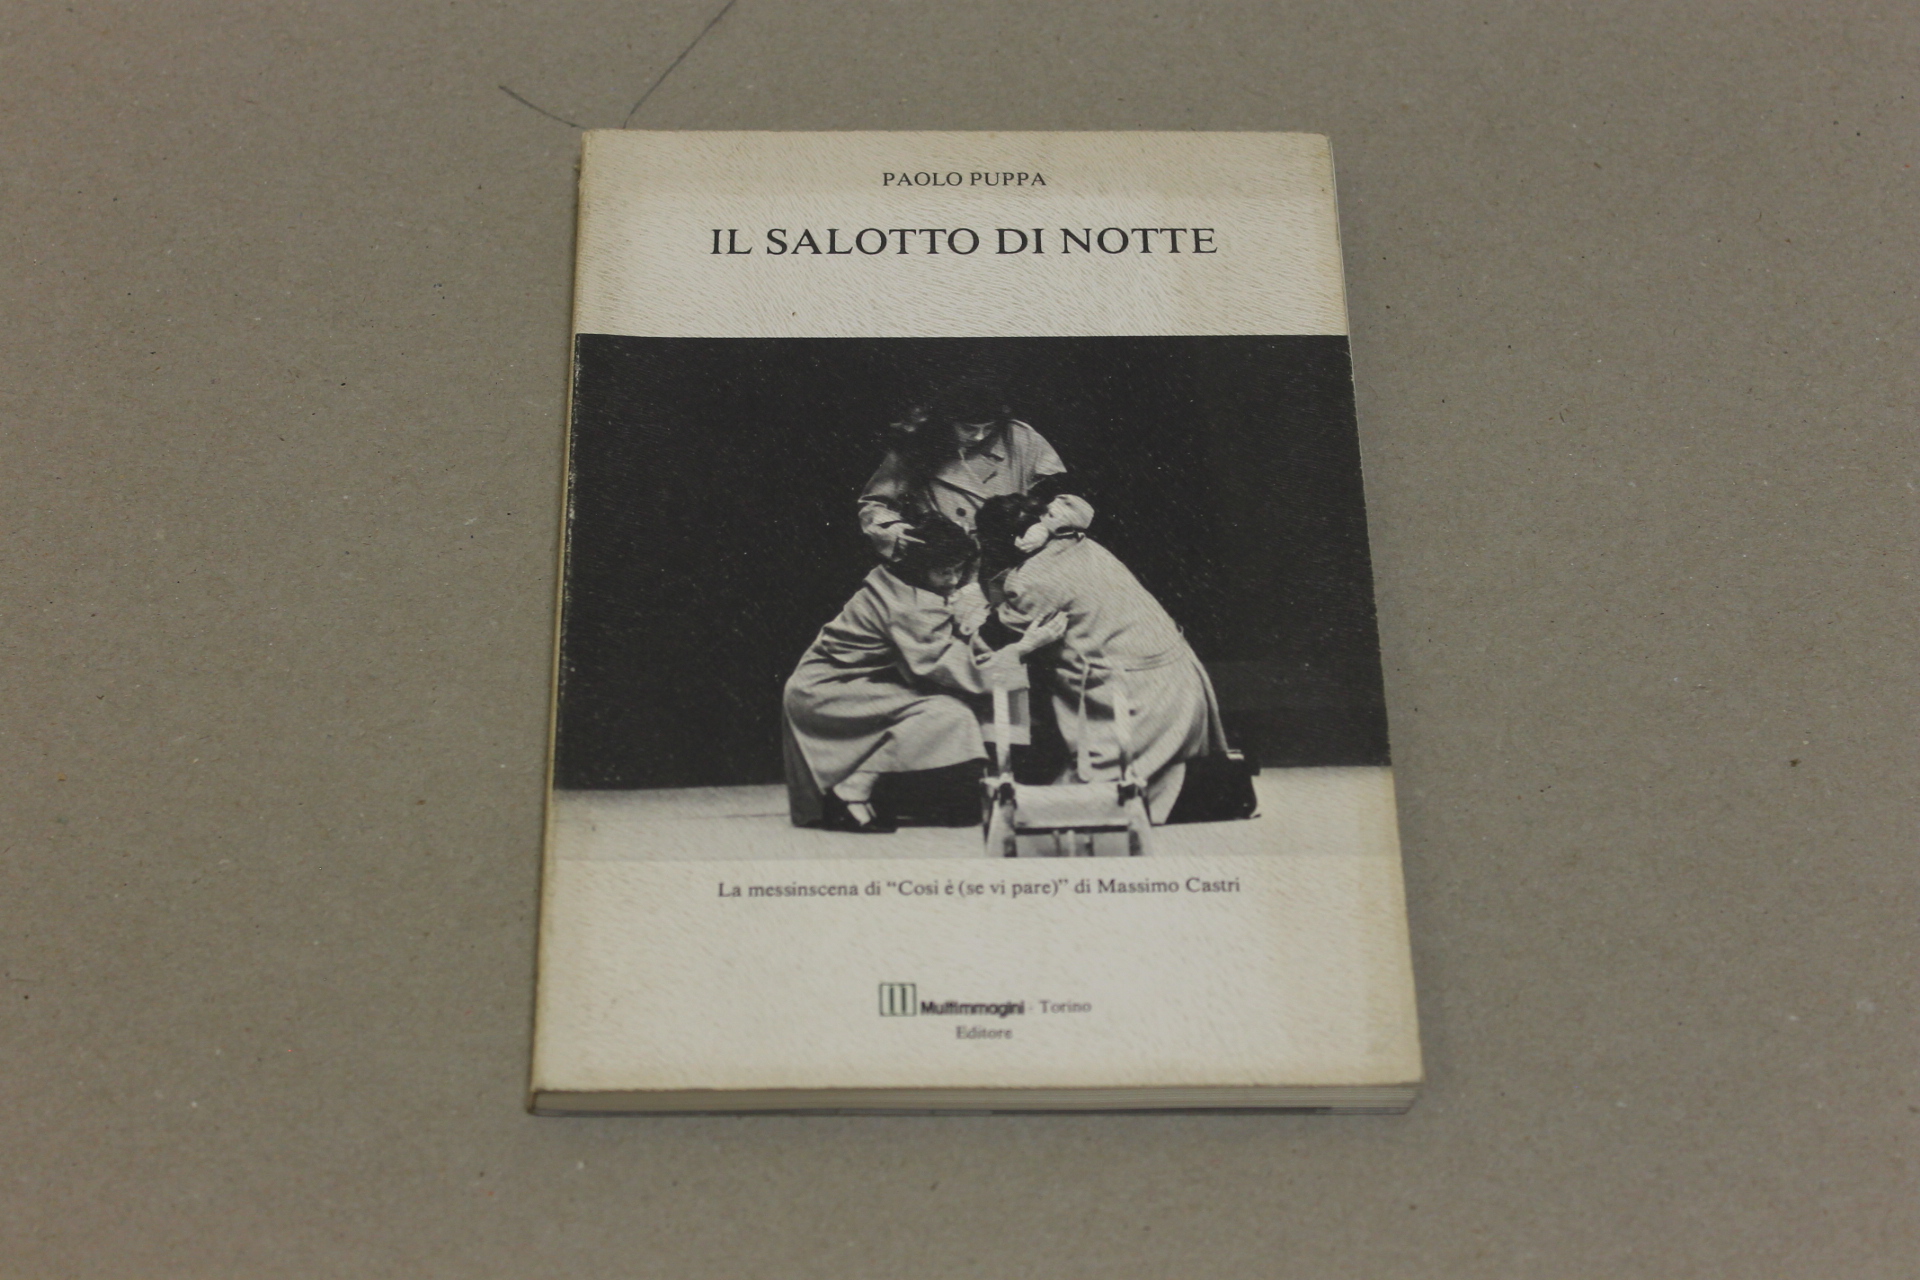 PAOLO PUPPA
IL SALOTTO DI NOTTE
La messinscena di “Così è (se vi pare)” di Massimo Castri
Multimmagini - Torino
Editore